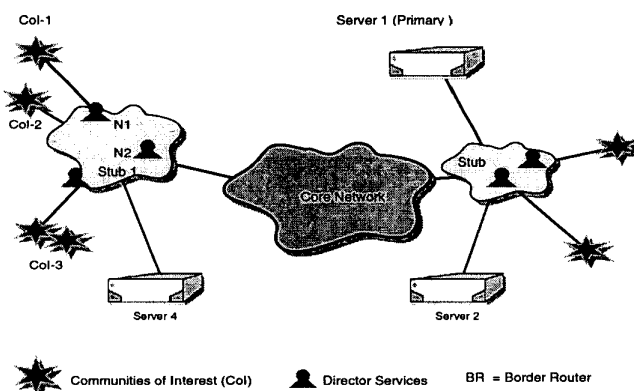 Col-1
Server 1 (Primary )
Col-2
N1
N2
Stub 1
Stub
Core Network
Col-3
Server 4
Server 2
Communities of Interest (Col)
Director Services
BR = Border Router